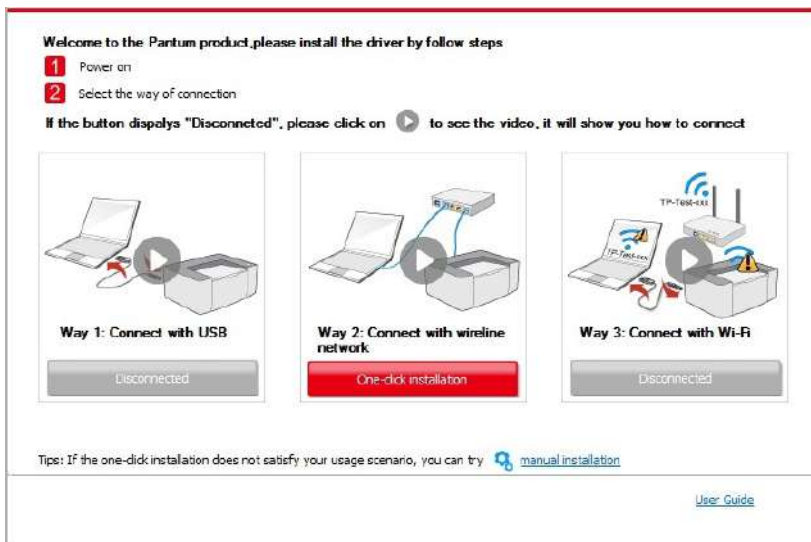 Welcome to the Pantum product,please install the driver by follow steps
1 Power on
2 Select the way of connection
If the button dispalys "Disconneted", please click on to see the video, it will show you how to connect
TP-Test-xxx
TP-Test-xxx
Way 1: Connect with USB
Disconnected
Way 2: Connect with wireline
network
One-click installation
Way 3: Connect with Wi-Fi
Disconnected
Tips: If the one-click installation does not satisfy your usage scenario, you can try manual installation
User Guide